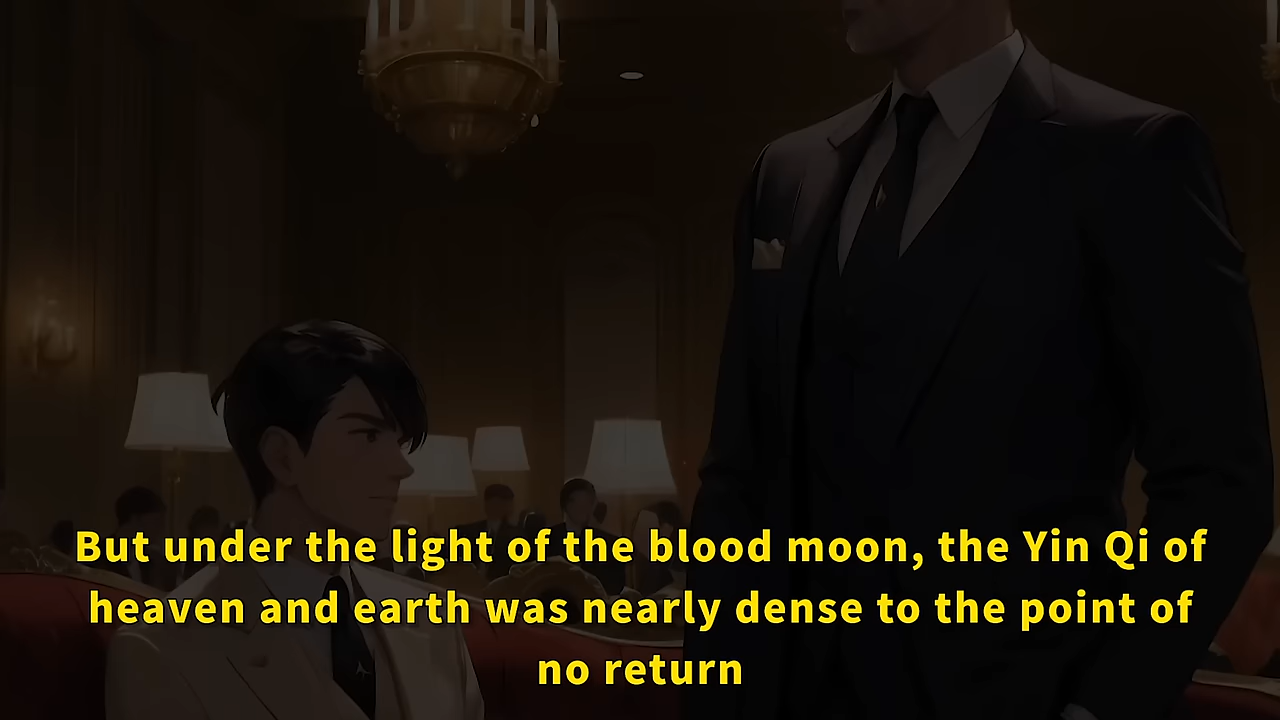 But under the light of the blood moon, the Yin Qi of
heaven and earth was nearly dense to the point of
no return